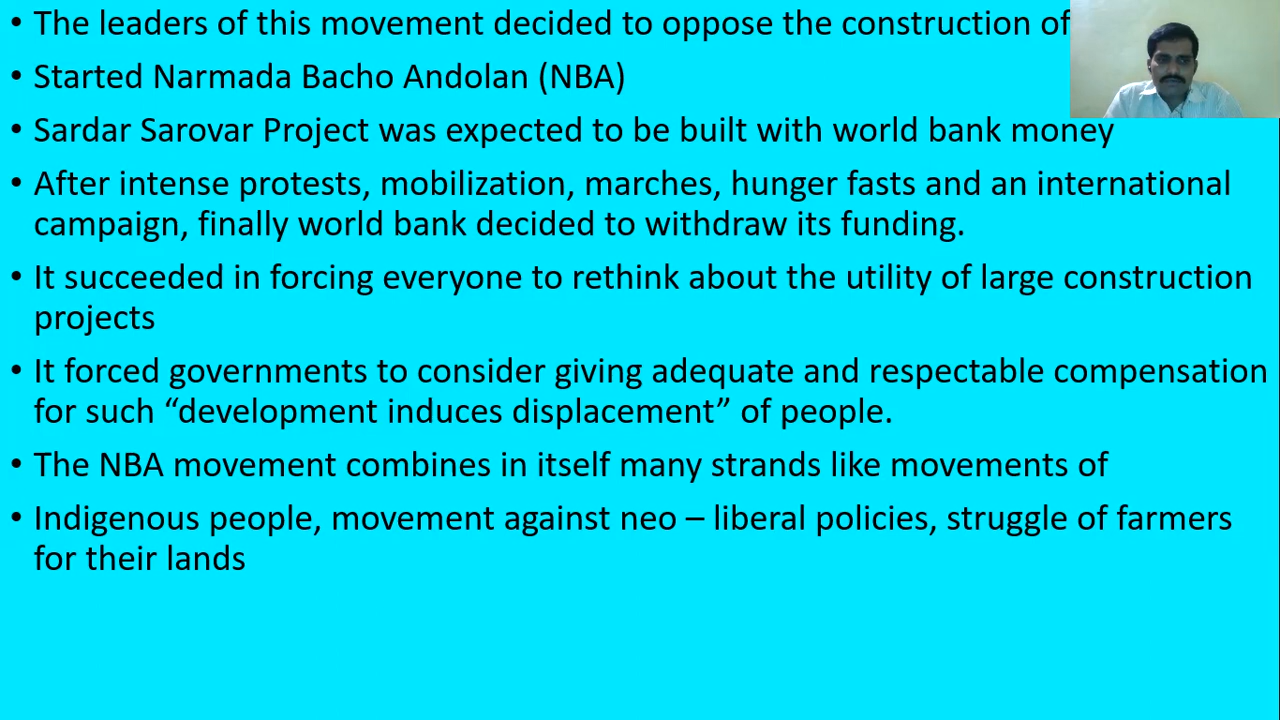 • The leaders of this movement decided to oppose the construction of
• Started Narmada Bacho Andolan (NBA)
• Sardar Sarovar Project was expected to be built with world bank money
• After intense protests, mobilization, marches, hunger fasts and an international
campaign, finally world bank decided to withdraw its funding.
• It succeeded in forcing everyone to rethink about the utility of large construction
projects
• It forced governments to consider giving adequate and respectable compensation
for such “development induces displacement” of people.
• The NBA movement combines in itself many strands like movements of
• Indigenous people, movement against neo – liberal policies, struggle of farmers
for their lands